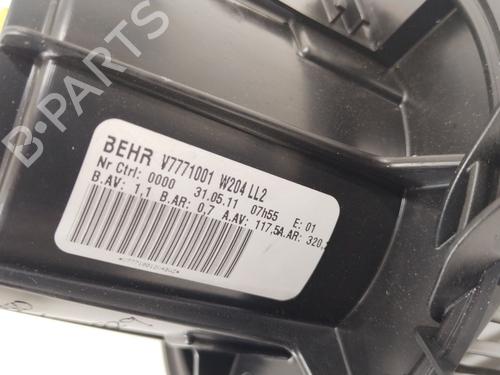 B-PARTS
BEHR V7771001 W204 LL2
Nr Ctrl: 0000 31.05.11 07h55 E: 01
B.AV: 1,1 B.AR: 0,7 A.AV: 117,5A.AR: 320,